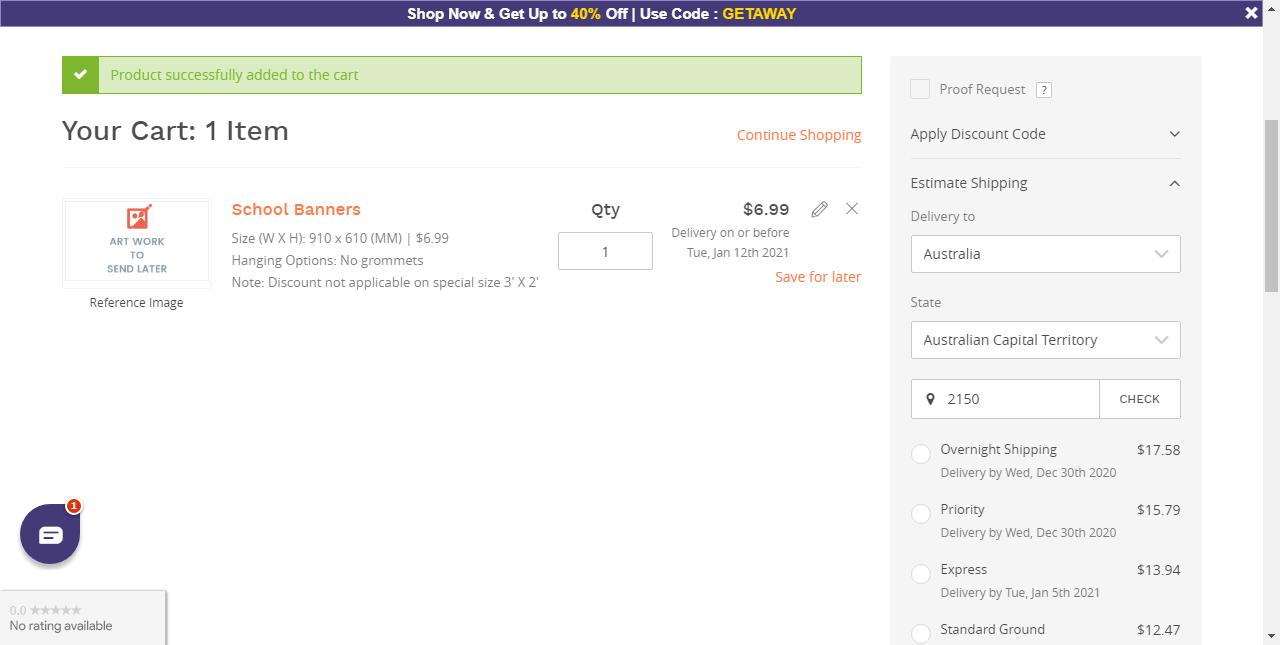 Shop Now & Get Up to 40% Off | Use Code : GETAWAY
Product successfully added to the cart
Your Cart: 1 Item
Continue Shopping
ART WORK
TO
SEND LATER
Reference Image
School Banners
Size (W X H): 910 x 610 (MM) | $6.99
Hanging Options: No grommets
Note: Discount not applicable on special size 3' X 2'
Qty
1
$6.99
Delivery on or before
Tue, Jan 12th 2021
Save for later
Proof Request ?
Apply Discount Code
Estimate Shipping
Delivery to
Australia
State
Australian Capital Territory
2150 CHECK
Overnight Shipping $17.58
Delivery by Wed, Dec 30th 2020
Priority $15.79
Delivery by Wed, Dec 30th 2020
Express $13.94
Delivery by Tue, Jan 5th 2021
Standard Ground $12.47
1
0.0 ★★★★★
No rating available